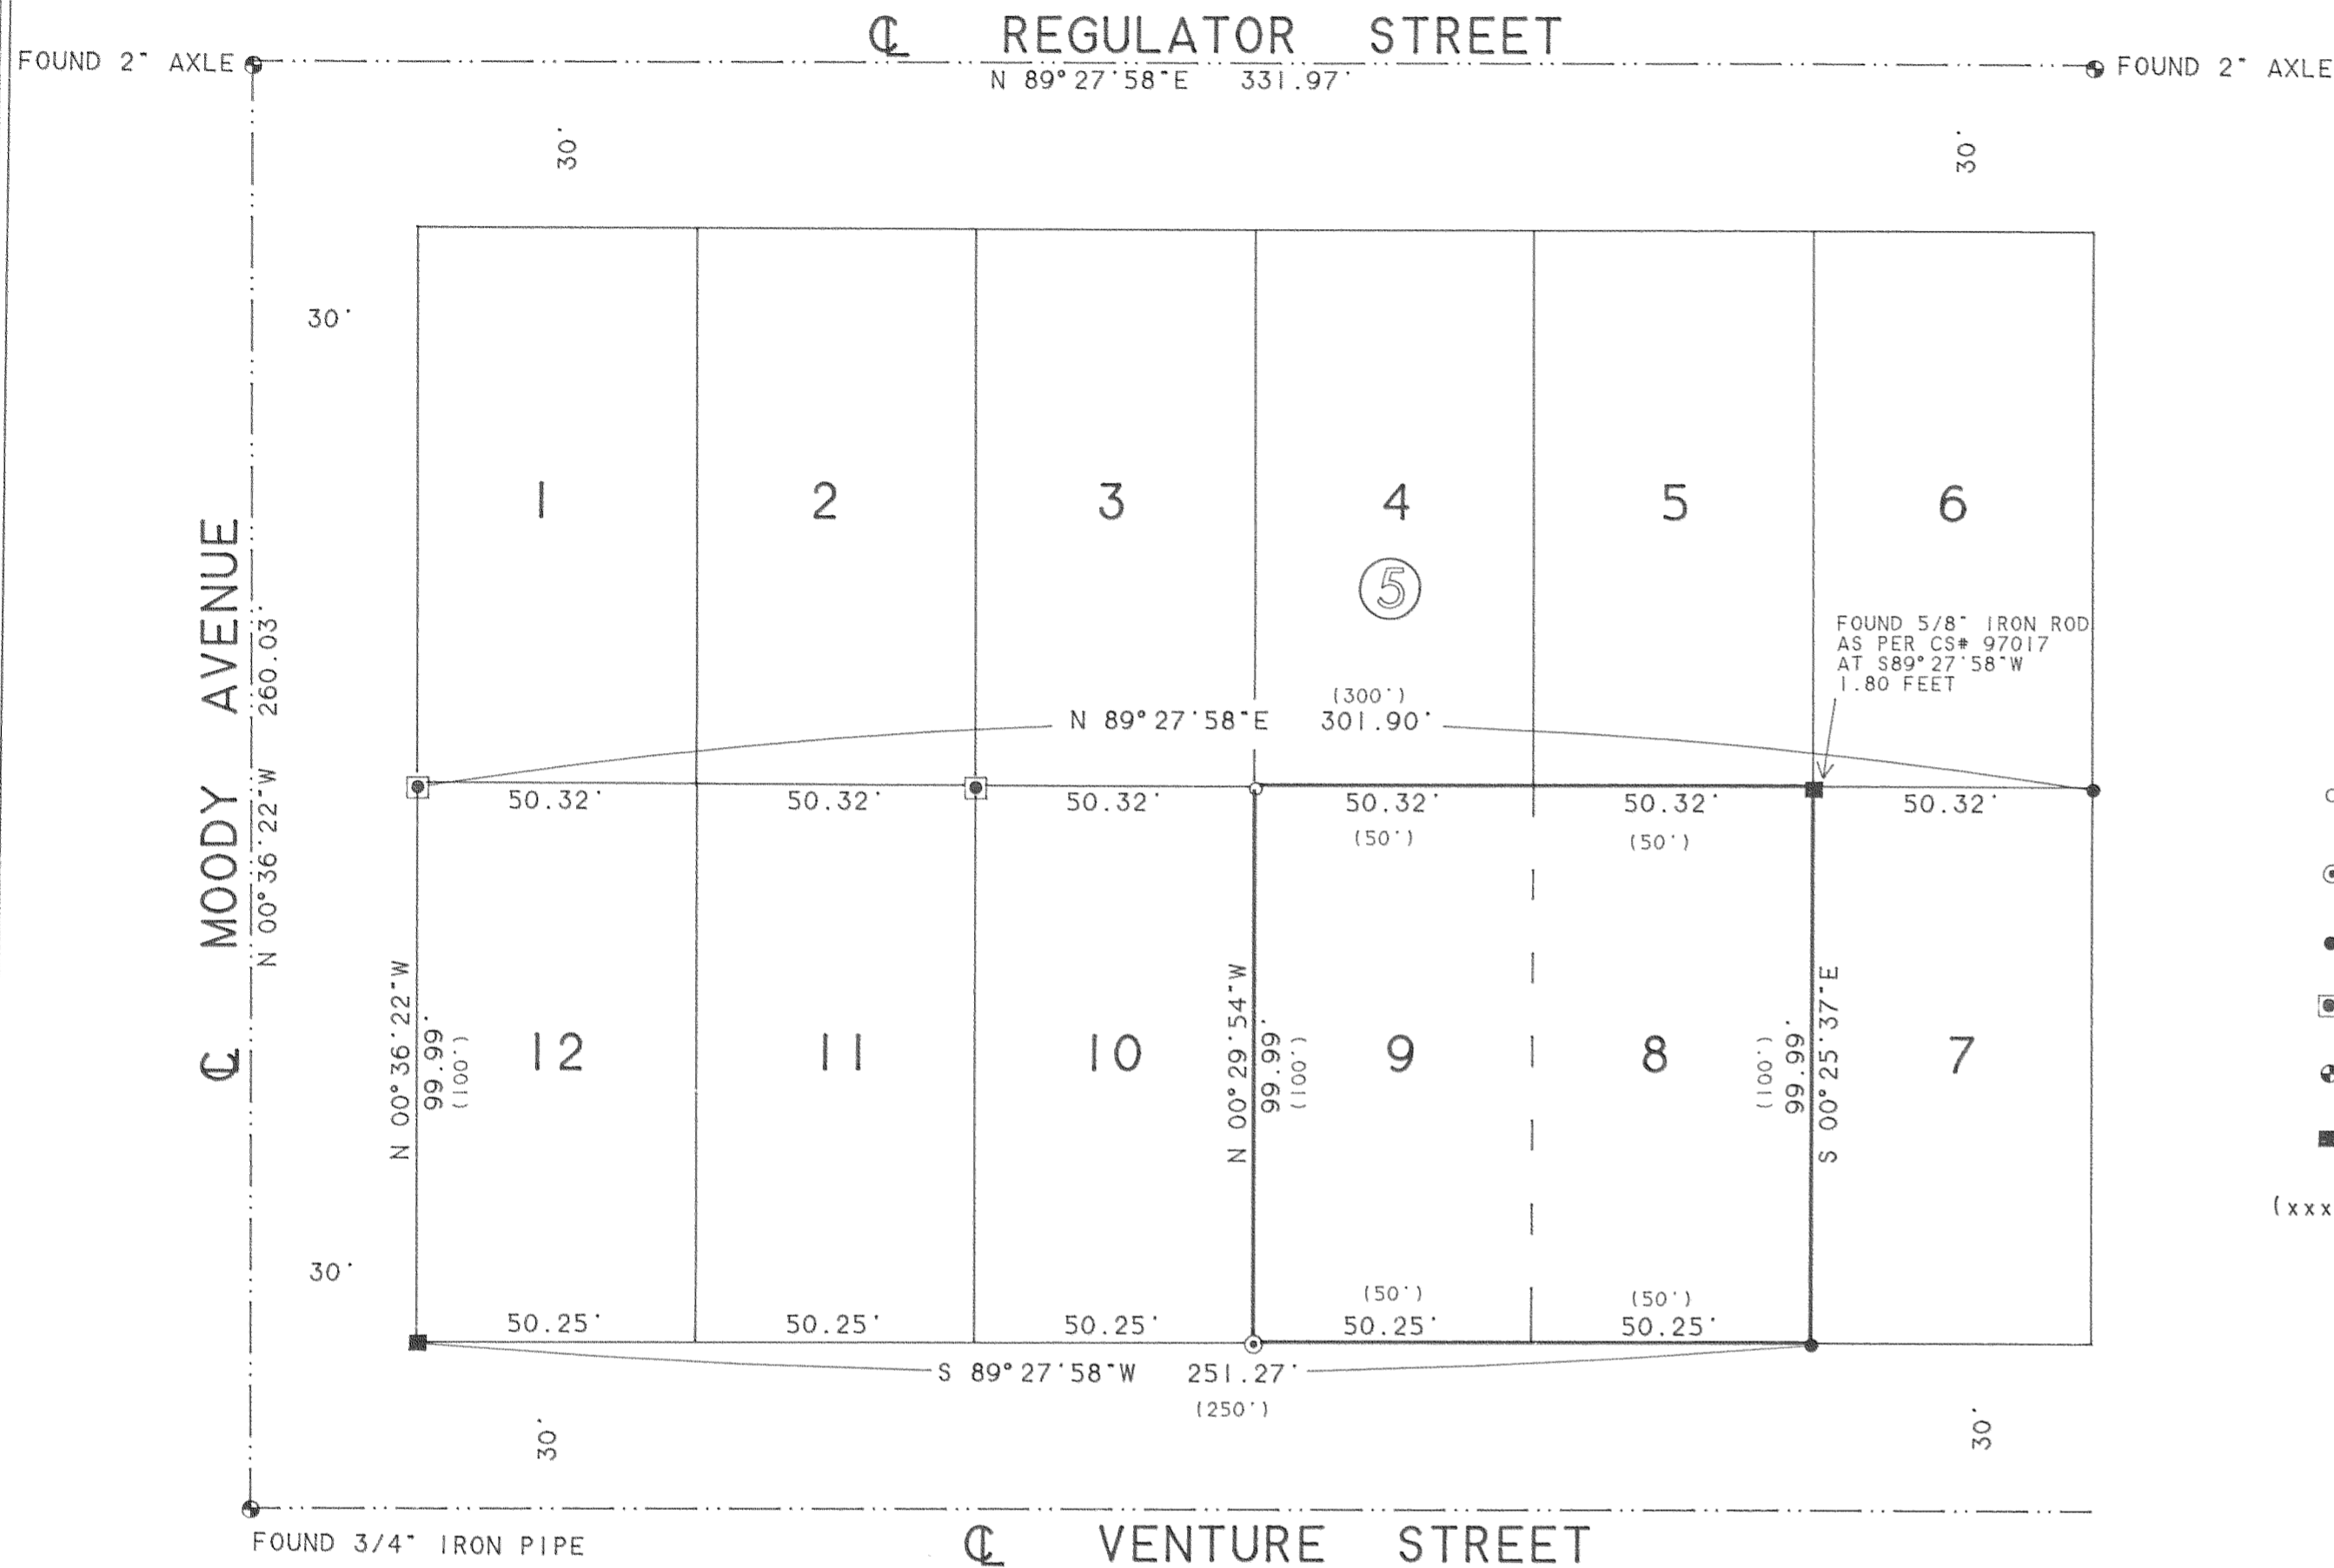 ℄ REGULATOR STREET
FOUND 2" AXLE
FOUND 2" AXLE
N 89°27'58"E 331.97'
30'
30'
30'
1 2 3 4 5 6
5
℄ MOODY AVENUE
N 00°36'22"W 260.03'
FOUND 5/8" IRON ROD
AS PER CS# 97017
AT S89°27'58"W
1.80 FEET
(300')
N 89°27'58"E 301.90'
50.32' 50.32' 50.32' 50.32' 50.32' 50.32'
(50') (50')
N 00°36'22"W
99.99'
(100')
N 00°29'54"W
99.99'
(100')
(100')
99.99'
S 00°25'37"E
12 11 10 9 8 7
(xxx
30'
(50') (50')
50.25' 50.25' 50.25' 50.25' 50.25'
S 89°27'58"W 251.27'
(250')
30'
30'
FOUND 3/4" IRON PIPE
℄ VENTURE STREET